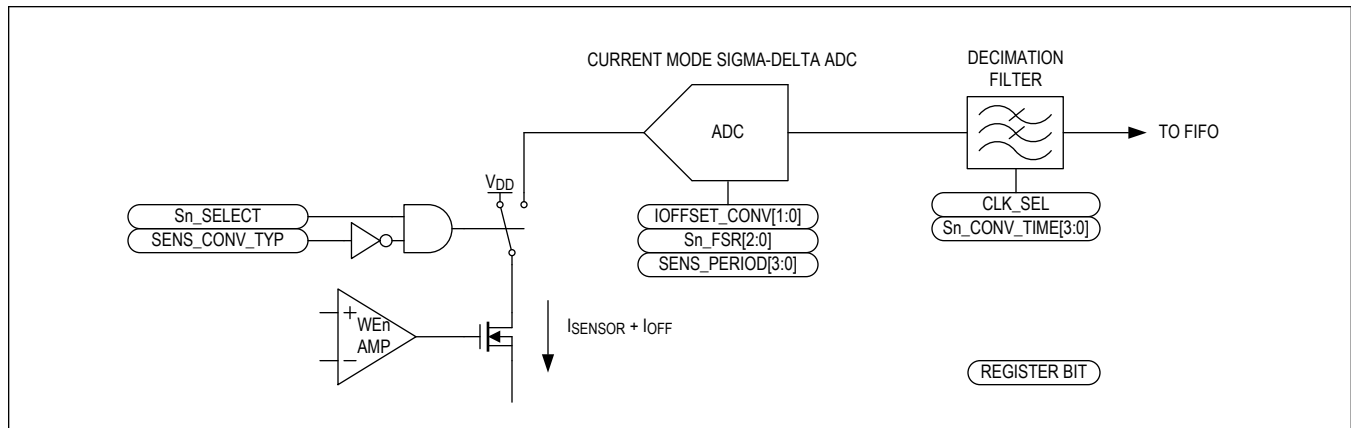 CURRENT MODE SIGMA-DELTA ADC
DECIMATION
FILTER
ADC
TO FIFO
VDD
Sn_SELECT
SENS_CONV_TYP
IOFFSET_CONV[1:0]
Sn_FSR[2:0]
SENS_PERIOD[3:0]
CLK_SEL
Sn_CONV_TIME[3:0]
+
WEn
AMP
−
ISENSOR + IOFF
REGISTER BIT